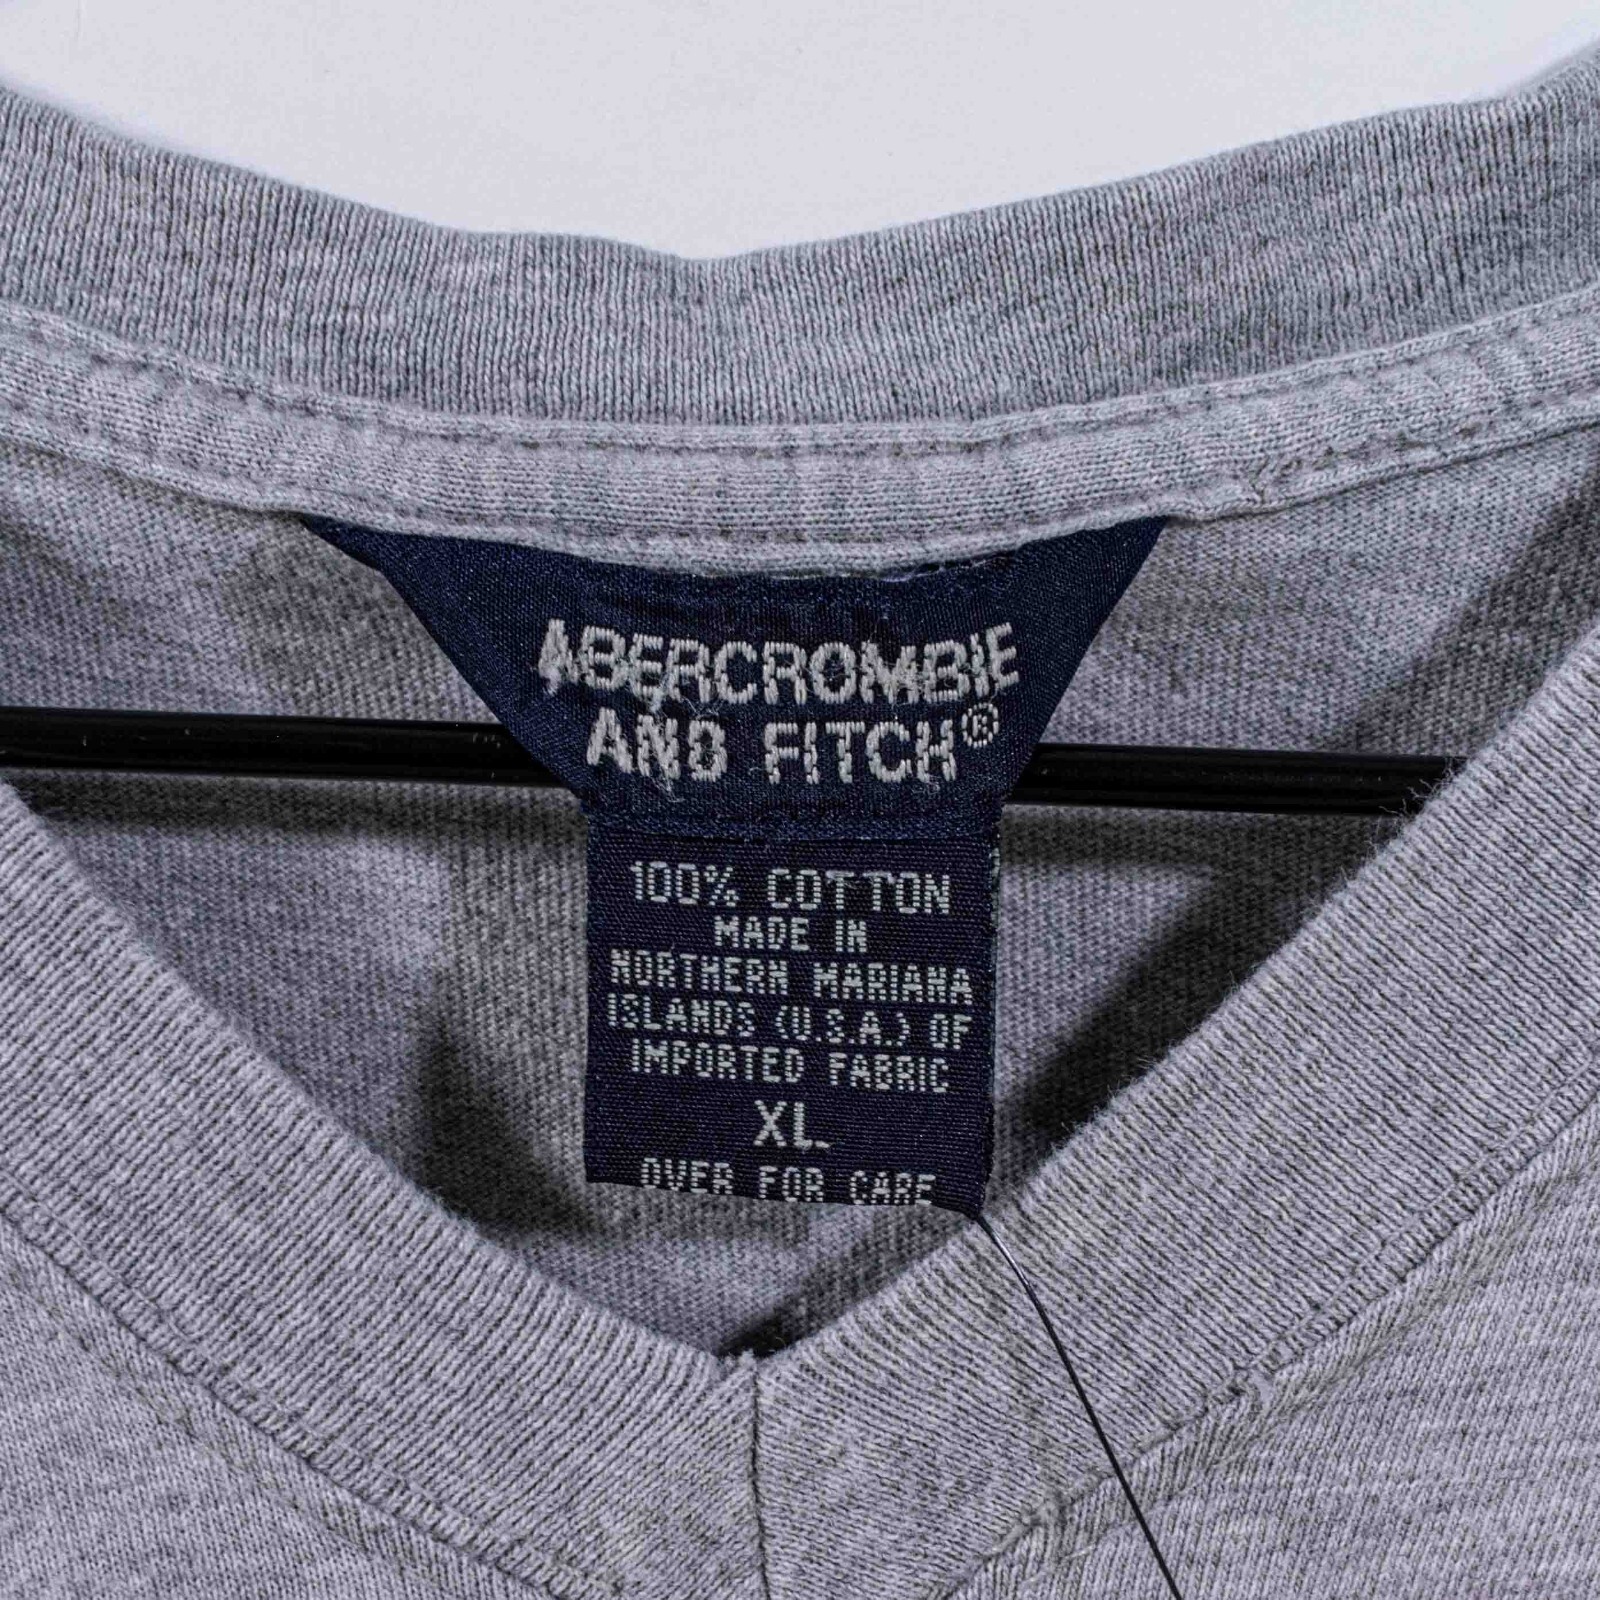 ABERCROMBIE
AND FITCH®
100% COTTON
MADE IN
NORTHERN MARIANA
ISLANDS (U.S.A.) OF
IMPORTED FABRIC
XL
OVER FOR CARE